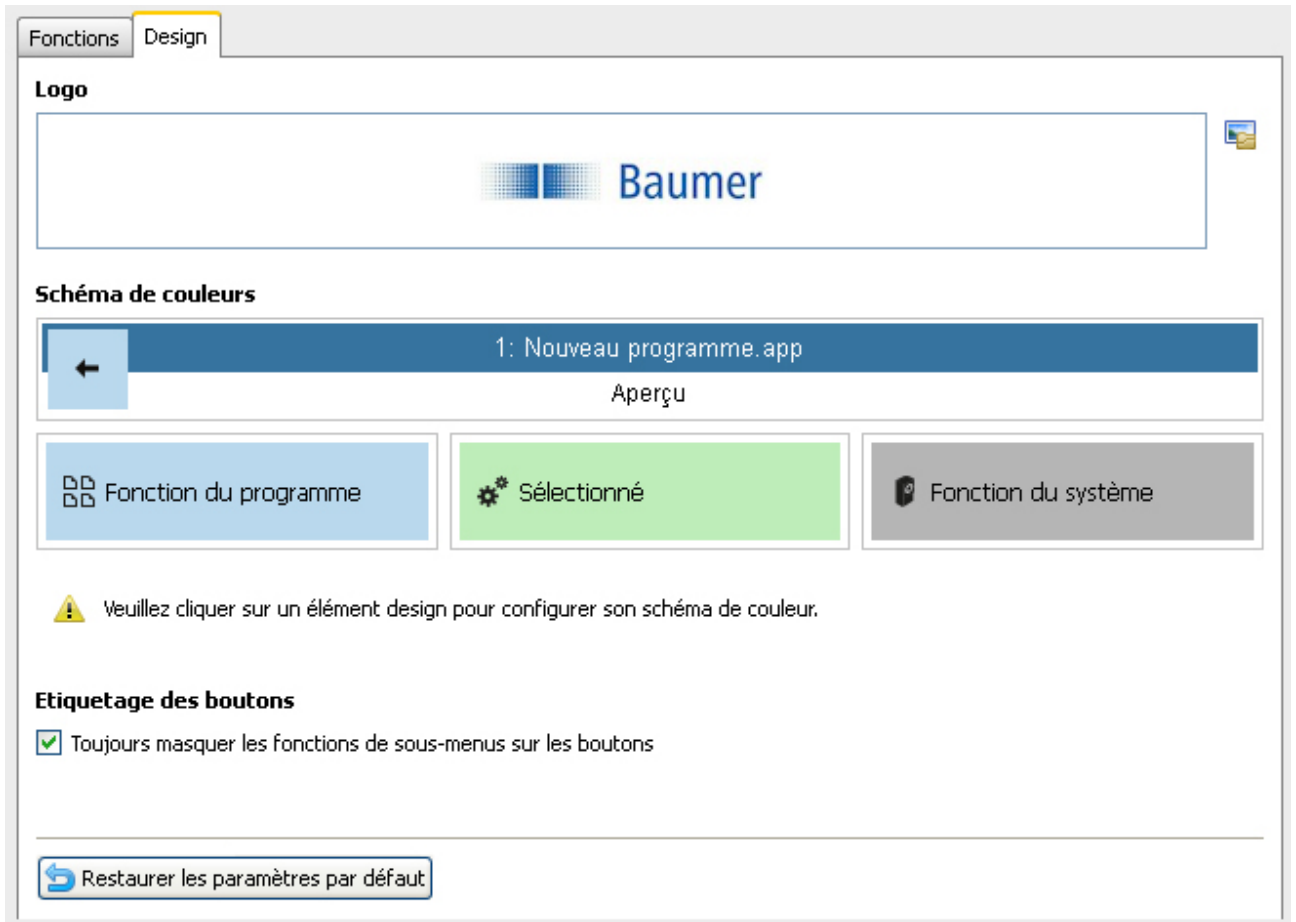 Fonctions Design
Logo
Baumer
Schéma de couleurs
1: Nouveau programme.app
Aperçu
Fonction du programme Sélectionné Fonction du système
Veuillez cliquer sur un élément design pour configurer son schéma de couleur.
Etiquetage des boutons
Toujours masquer les fonctions de sous-menus sur les boutons
Restaurer les paramètres par défaut